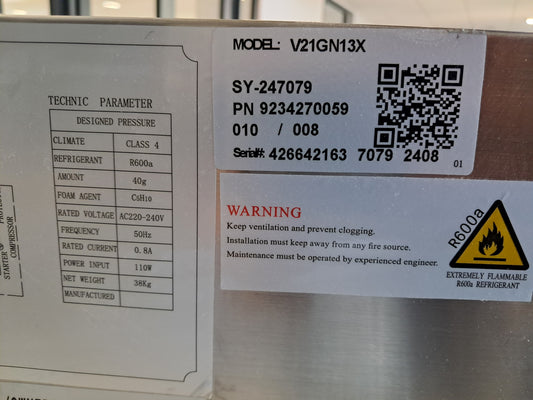 MODEL: V21GN13X
SY-247079
PN 9234270059
010 / 008
Serial#: 426642163 7079 2408
01
TECHNIC PARAMETER
DESIGNED PRESSURE
CLIMATE CLASS 4
REFRIGERANT R600a
AMOUNT 40g
FOAM AGENT C5H10
RATED VOLTAGE AC220-240V
FREQUENCY 50Hz
RATED CURRENT 0.8A
POWER INPUT 110W
NET WEIGHT 38Kg
MANUFACTURED
STARTER
COMPRESSOR
WARNING
Keep ventilation and prevent clogging.
Installation must keep away from any fire source.
Maintenance must be operated by experienced engineer.
R600a
EXTREMELY FLAMMABLE
R600a REFRIGERANT